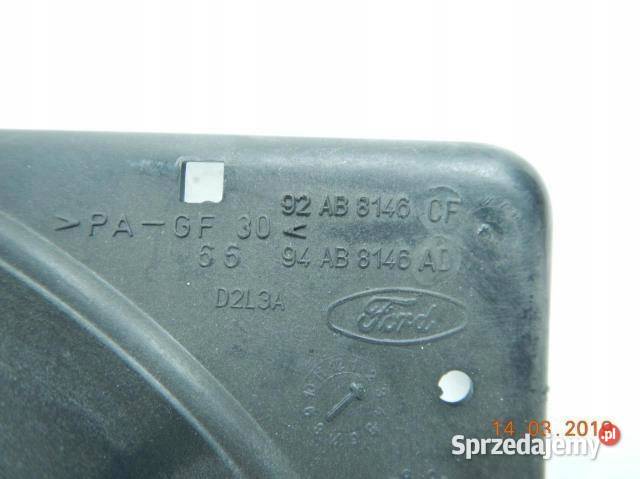 92 AB 8146 CF
>PA-GF 30<
66 94 AB 8146 AD
D2L3A
Ford
14.03.2018
Sprzedajemy.pl